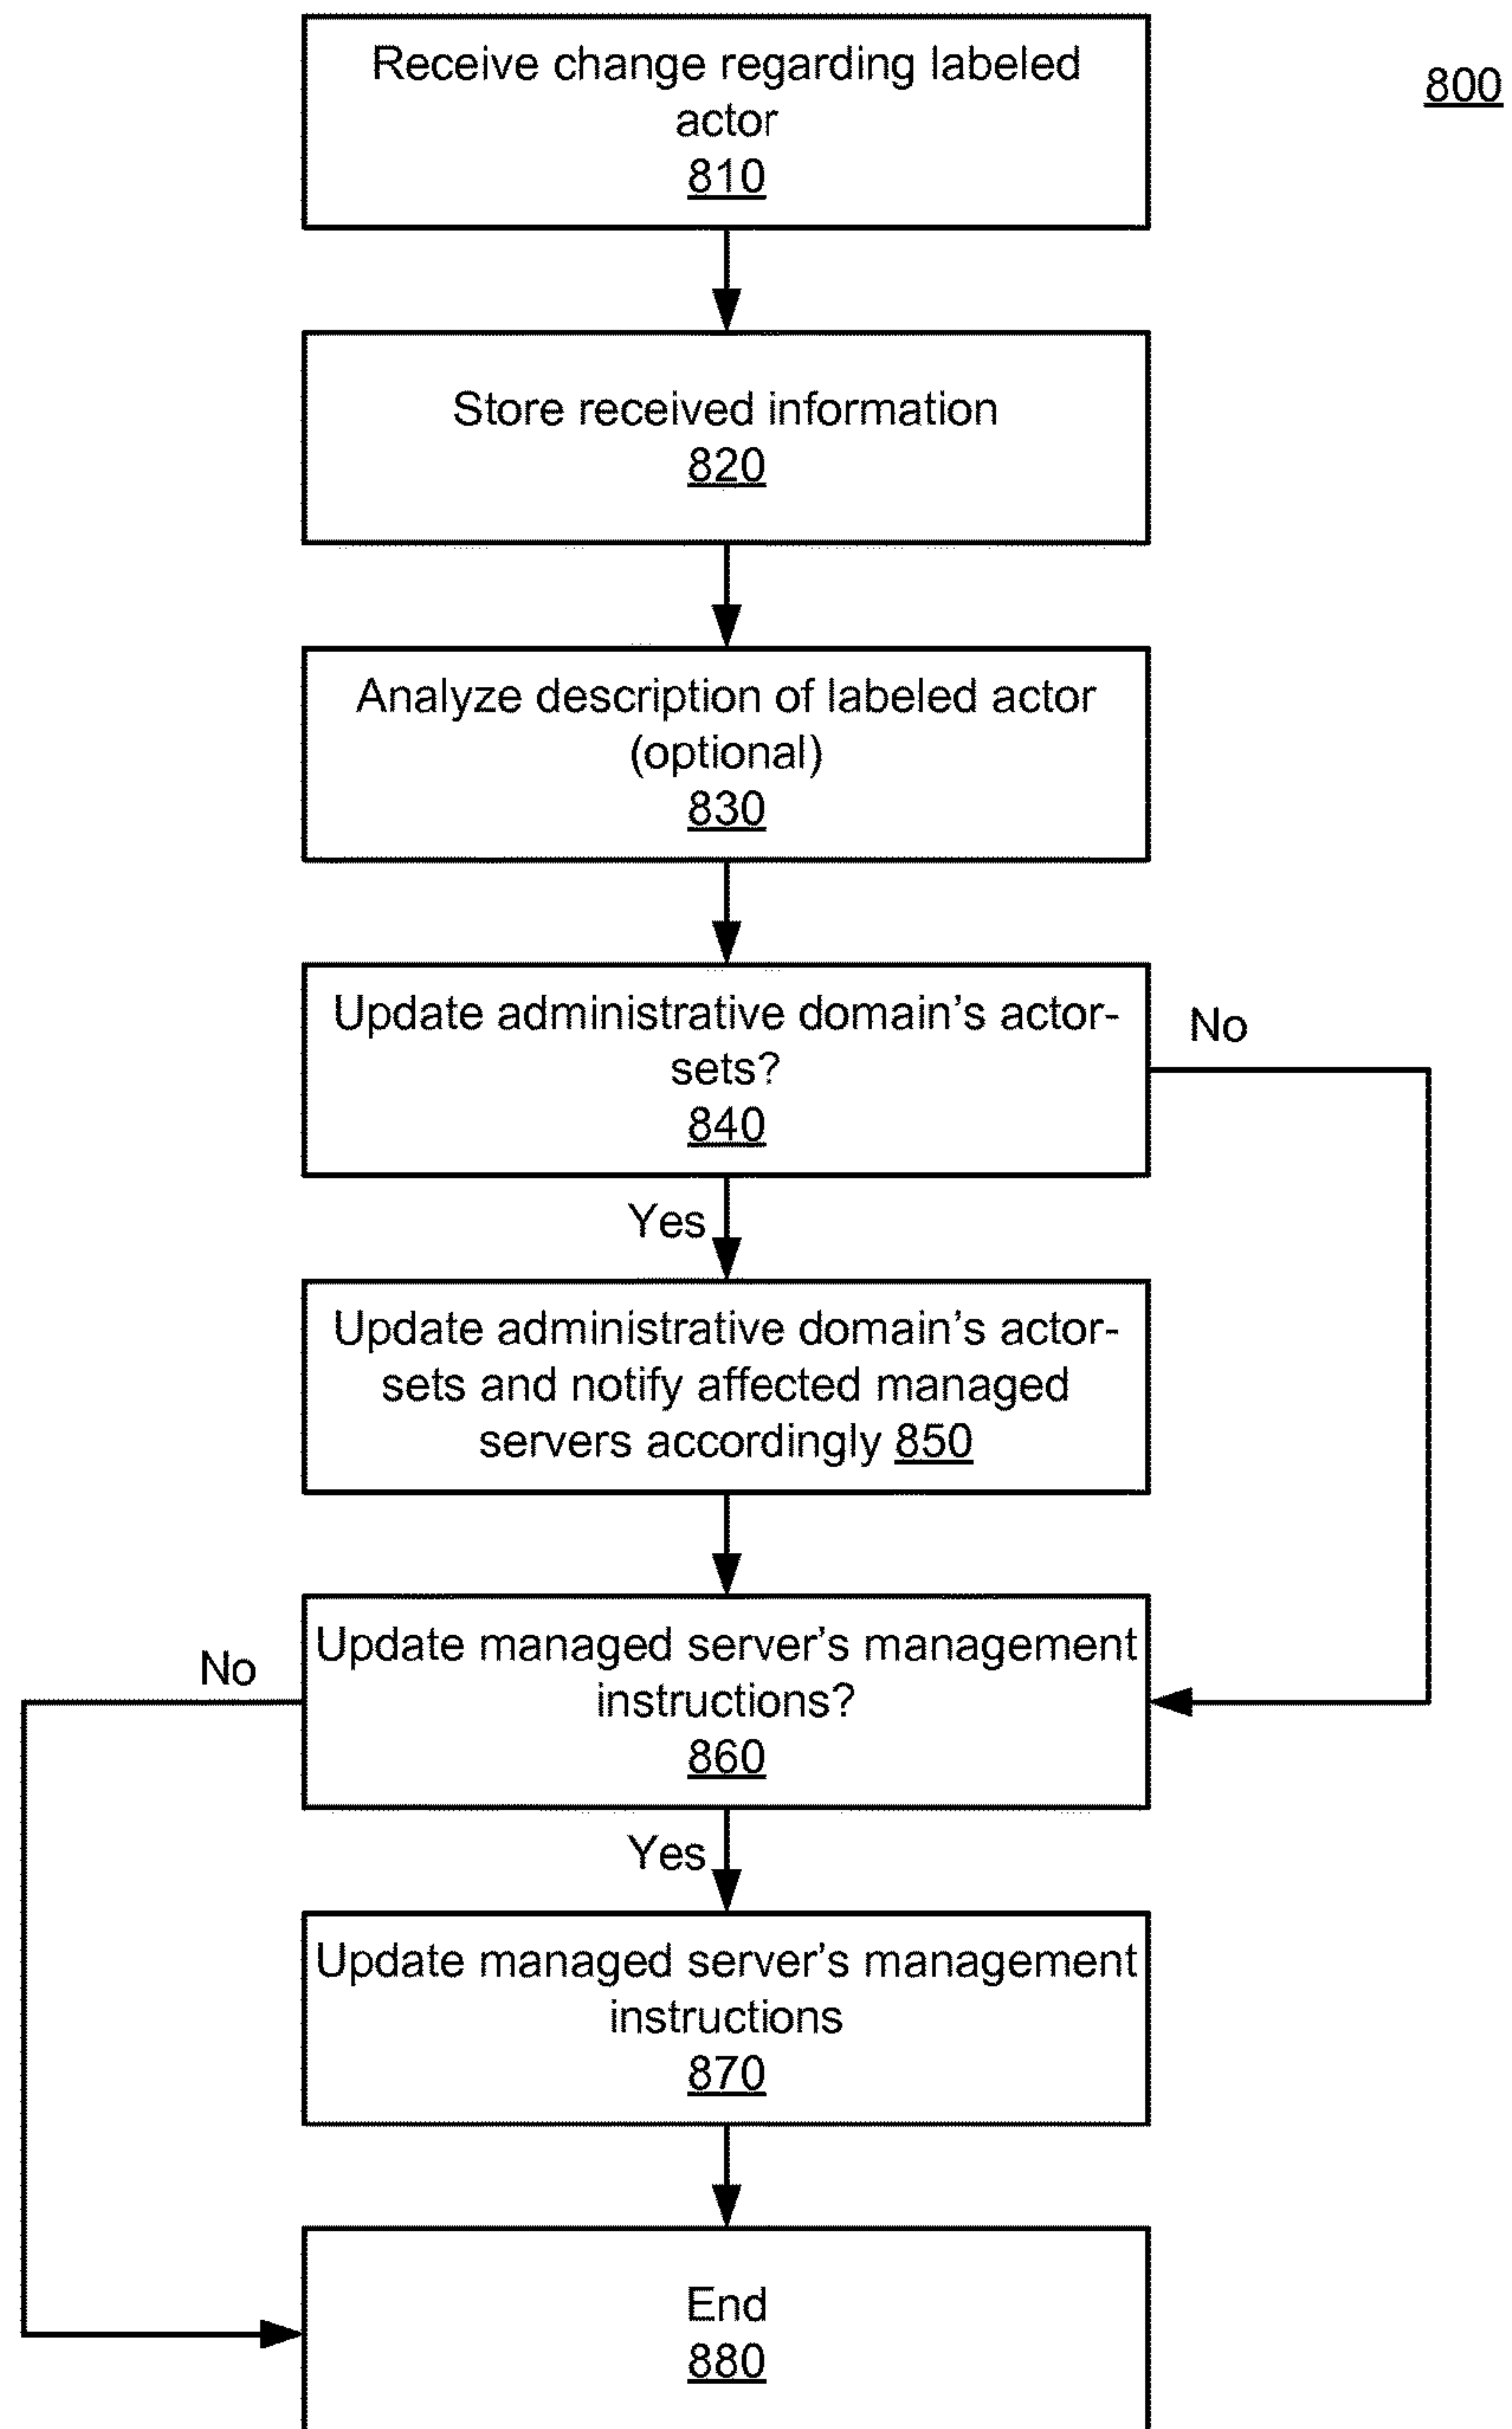 Receive change regarding labeled
actor
810
800
Store received information
820
Analyze description of labeled actor
(optional)
830
Update administrative domain’s actor-
sets?
840
No
Yes
Update administrative domain’s actor-
sets and notify affected managed
servers accordingly 850
Update managed server’s management
instructions?
860
No
Yes
Update managed server’s management
instructions
870
End
880